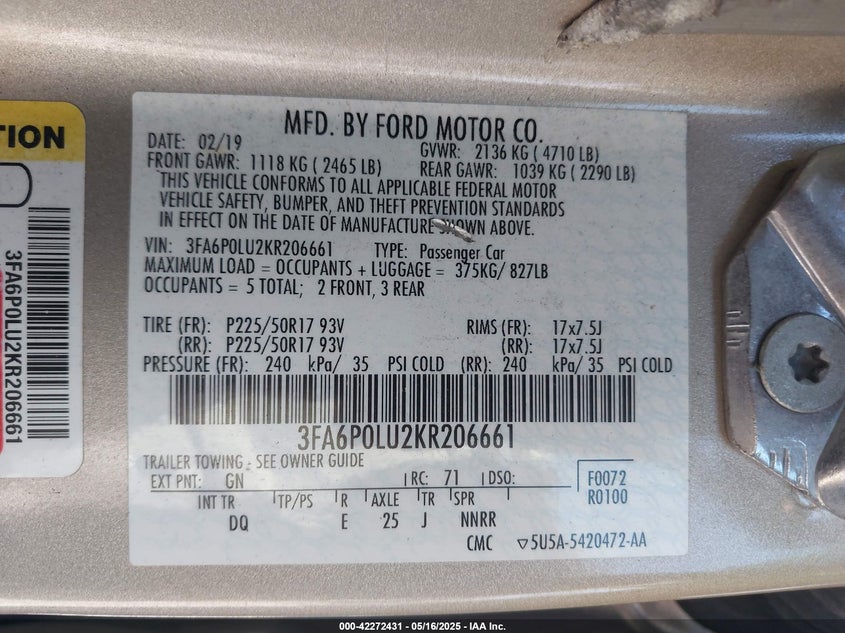 TION
3FA6P0LU2KR206661
MFD. BY FORD MOTOR CO.
DATE: 02/19 GVWR: 2136 KG ( 4710 LB)
FRONT GAWR: 1118 KG ( 2465 LB) REAR GAWR: 1039 KG ( 2290 LB)
THIS VEHICLE CONFORMS TO ALL APPLICABLE FEDERAL MOTOR
VEHICLE SAFETY, BUMPER, AND THEFT PREVENTION STANDARDS
IN EFFECT ON THE DATE OF MANUFACTURE SHOWN ABOVE.
VIN: 3FA6P0LU2KR206661 TYPE: Passenger Car
MAXIMUM LOAD = OCCUPANTS + LUGGAGE = 375KG/ 827LB
OCCUPANTS = 5 TOTAL; 2 FRONT, 3 REAR
TIRE (FR): P225/50R17 93V RIMS (FR): 17x7.5J
(RR): P225/50R17 93V (RR): 17x7.5J
PRESSURE (FR): 240 kPa/ 35 PSI COLD (RR): 240 kPa/ 35 PSI COLD
3FA6P0LU2KR206661
TRAILER TOWING - SEE OWNER GUIDE
EXT PNT: GN RC: 71 DSO: F0072
INT TR TP/PS R AXLE TR SPR R0100
DQ E 25 J NNRR
CMC ▽5U5A-5420472-AA
000-42272431 - 05/16/2025 - IAA Inc.